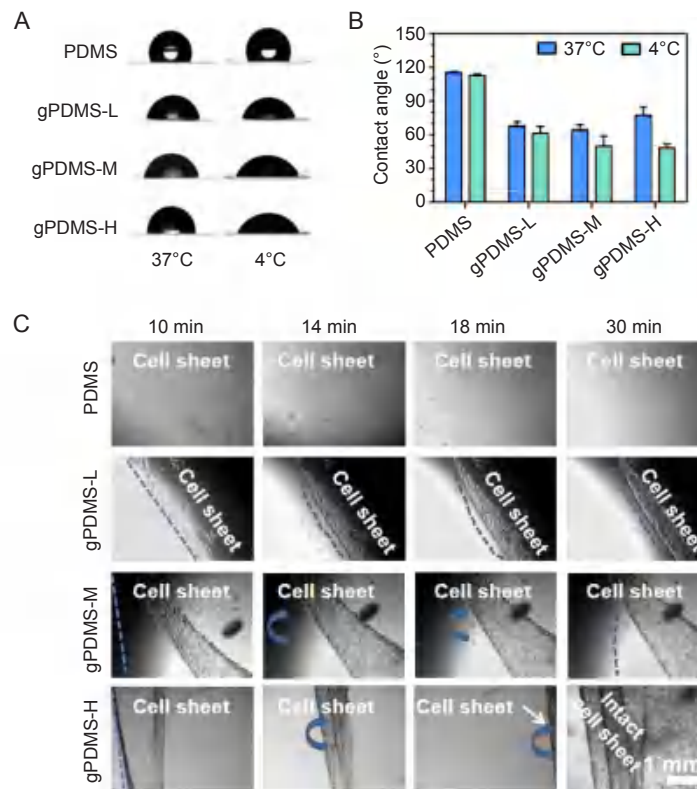 A
PDMS
gPDMS-L
gPDMS-M
gPDMS-H
37°C 4°C
B
Contact angle (°)
150
120
90
60
30
0
37°C 4°C
PDMS gPDMS-L gPDMS-M gPDMS-H
C
10 min 14 min 18 min 30 min
PDMS
Cell sheet Cell sheet Cell sheet Cell sheet
gPDMS-L
Cell sheet Cell sheet Cell sheet Cell sheet
gPDMS-M
Cell sheet Cell sheet Cell sheet Cell sheet
gPDMS-H
Cell sheet Cell sheet Cell sheet Intact
cell sheet
1 mm